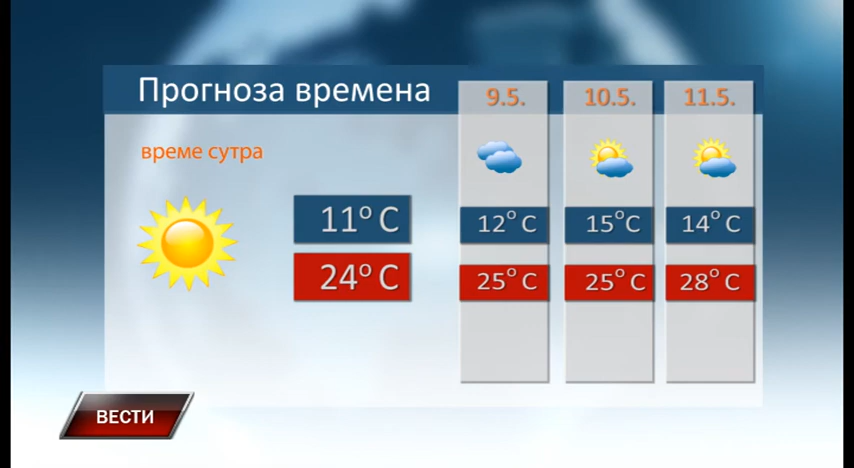 Прогноза времена
време сутра
11° C
24° C
9.5.
12° C
25° C
10.5.
15°C
25° C
11.5.
14° C
28° C
ВЕСТИ